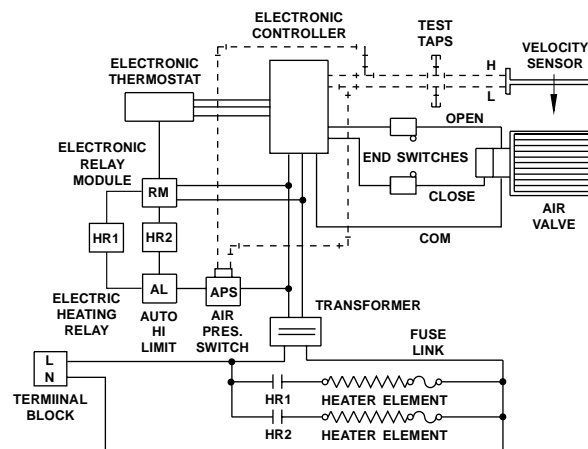 ELECTRONIC
CONTROLLER
TEST
TAPS
H
L
VELOCITY
SENSOR
ELECTRONIC
THERMOSTAT
OPEN
END SWITCHES
CLOSE
AIR
VALVE
COM
ELECTRONIC
RELAY
MODULE
RM
HR1
HR2
AL
APS
ELECTRIC
HEATING
RELAY
AUTO
HI
LIMIT
AIR
PRES.
SWITCH
TRANSFORMER
FUSE
LINK
L
N
TERMIINAL
BLOCK
HR1
HEATER ELEMENT
HR2
HEATER ELEMENT